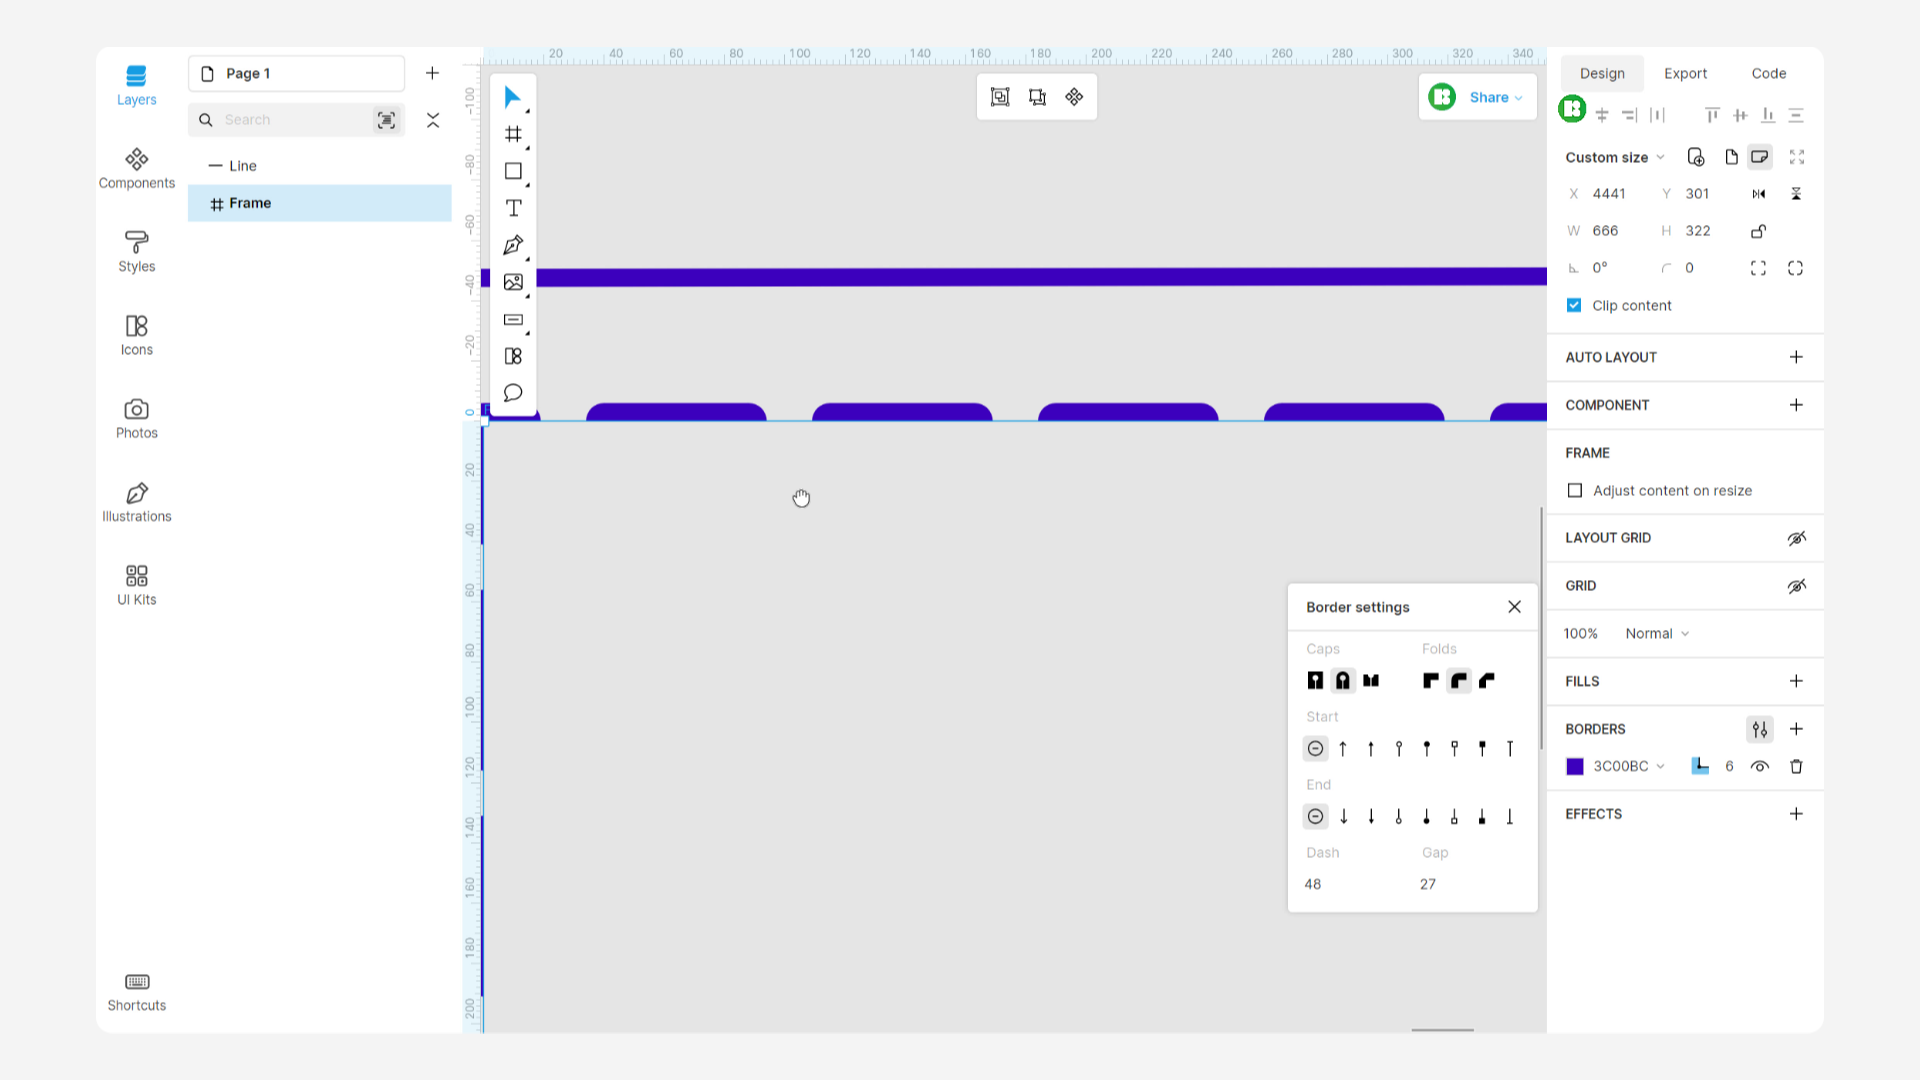 Layers
Components
Styles
Icons
Photos
Illustrations
UI Kits
Shortcuts
Page 1
Search
Line
Frame
20 40 60 80 100 120 140 160 180 200 220 240 260 280 300 320 340
-100
-80
-60
-40
-20
0
20
40
60
80
100
120
140
160
180
200
Share
Border settings
Caps Folds
Start
End
Dash Gap
48 27
Design Export Code
Custom size
X 4441 Y 301
W 666 H 322
0° 0
Clip content
AUTO LAYOUT
COMPONENT
FRAME
Adjust content on resize
LAYOUT GRID
GRID
100% Normal
FILLS
BORDERS
3C00BC 6
EFFECTS